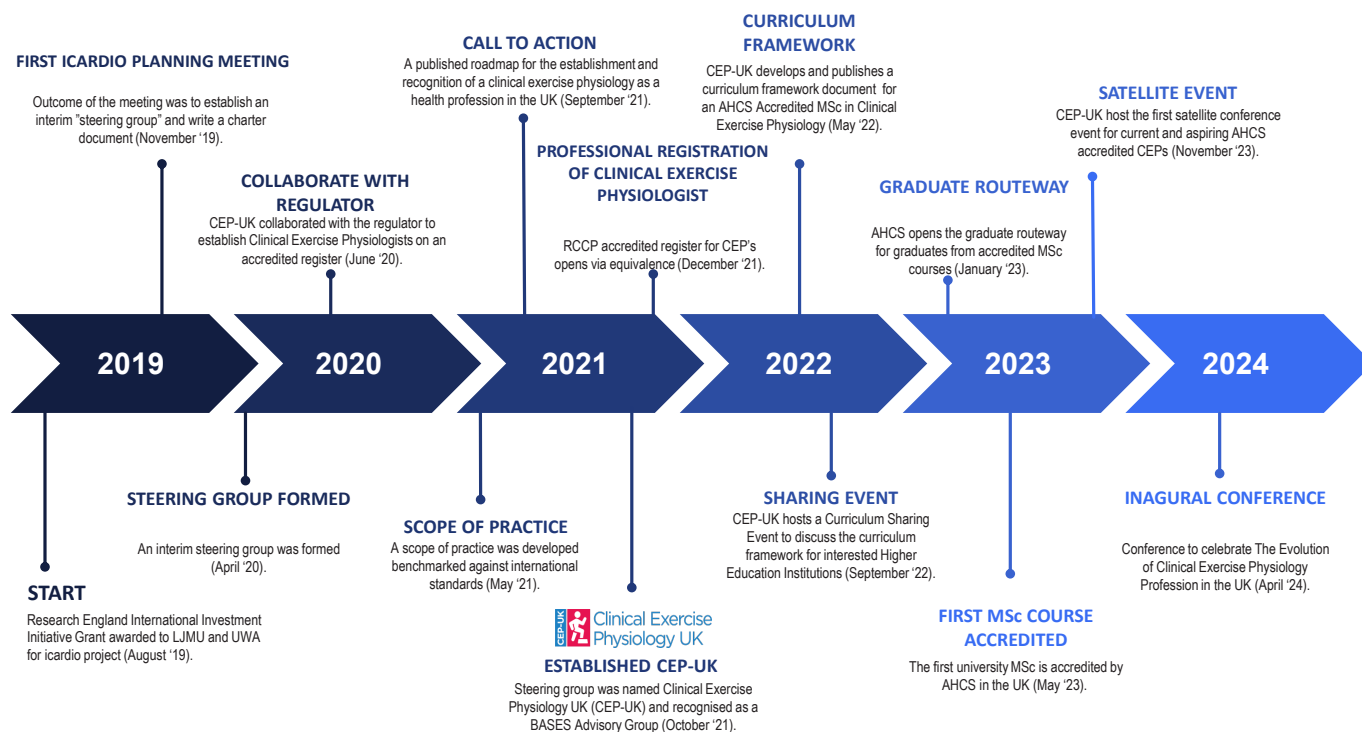 FIRST ICARDIO PLANNING MEETING
Outcome of the meeting was to establish an
interim "steering group" and write a charter
document (November '19).
COLLABORATE WITH
REGULATOR
CEP-UK collaborated with the regulator to
establish Clinical Exercise Physiologists on an
accredited register (June '20).
CALL TO ACTION
A published roadmap for the establishment and
recognition of a clinical exercise physiology as a
health profession in the UK (September '21).
PROFESSIONAL REGISTRATION
OF CLINICAL EXERCISE
PHYSIOLOGIST
RCCP accredited register for CEP's
opens via equivalence (December '21).
CURRICULUM
FRAMEWORK
CEP-UK develops and publishes a
curriculum framework document for
an AHCS Accredited MSc in Clinical
Exercise Physiology (May '22).
GRADUATE ROUTEWAY
AHCS opens the graduate routeway
for graduates from accredited MSc
courses (January '23).
SATELLITE EVENT
CEP-UK host the first satellite conference
event for current and aspiring AHCS
accredited CEPs (November '23).
2019
2020
2021
2022
2023
2024
START
Research England International Investment
Initiative Grant awarded to LJMU and UWA
for icardio project (August '19).
STEERING GROUP FORMED
An interim steering group was formed
(April '20).
SCOPE OF PRACTICE
A scope of practice was developed
benchmarked against international
standards (May '21).
CEP-UK
Clinical Exercise
Physiology UK
ESTABLISHED CEP-UK
Steering group was named Clinical Exercise
Physiology UK (CEP-UK) and recognised as a
BASES Advisory Group (October '21).
SHARING EVENT
CEP-UK hosts a Curriculum Sharing
Event to discuss the curriculum
framework for interested Higher
Education Institutions (September '22).
FIRST MSc COURSE
ACCREDITED
The first university MSc is accredited by
AHCS in the UK (May '23).
INAGURAL CONFERENCE
Conference to celebrate The Evolution
of Clinical Exercise Physiology
Profession in the UK (April '24).